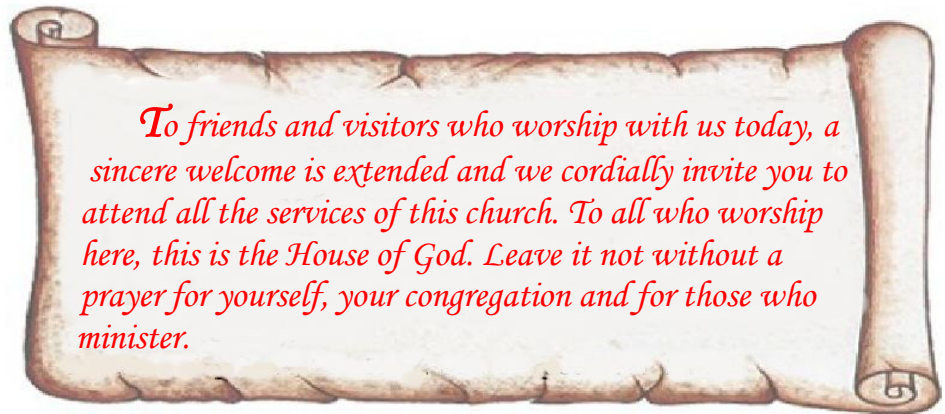 To friends and visitors who worship with us today, a
sincere welcome is extended and we cordially invite you to
attend all the services of this church. To all who worship
here, this is the House of God. Leave it not without a
prayer for yourself, your congregation and for those who
minister.